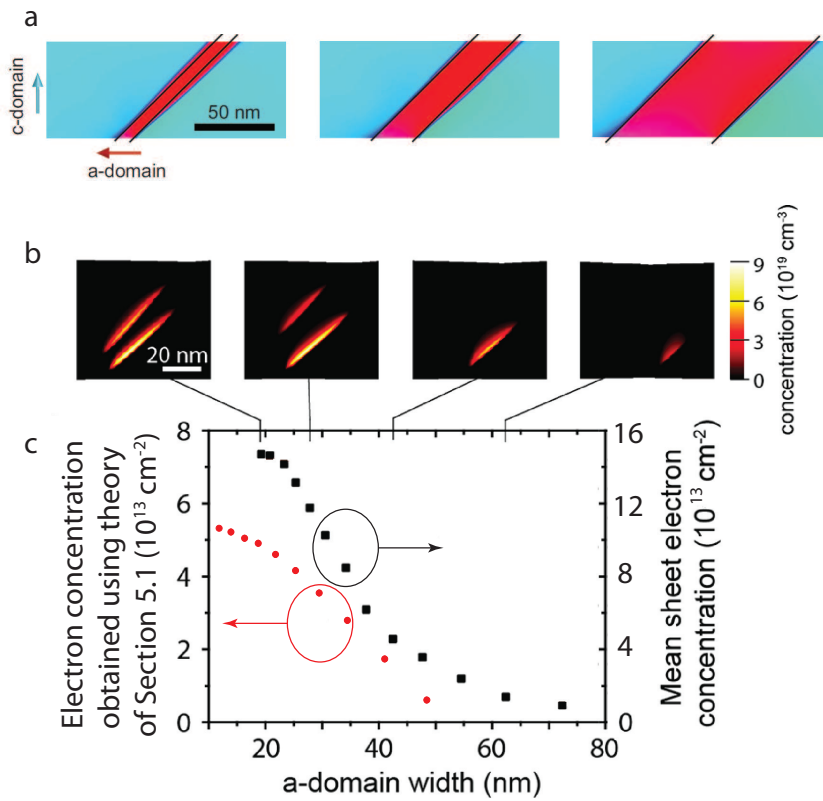 a
c-domain
50 nm
a-domain
b
20 nm
9
6
3
0
concentration (10¹⁹ cm⁻³)
c
Electron concentration
obtained using theory
of Section 5.1 (10¹³ cm⁻²)
8
6
4
2
0
16
12
8
4
0
Mean sheet electron
concentration (10¹³ cm⁻²)
20
40
60
80
a-domain width (nm)